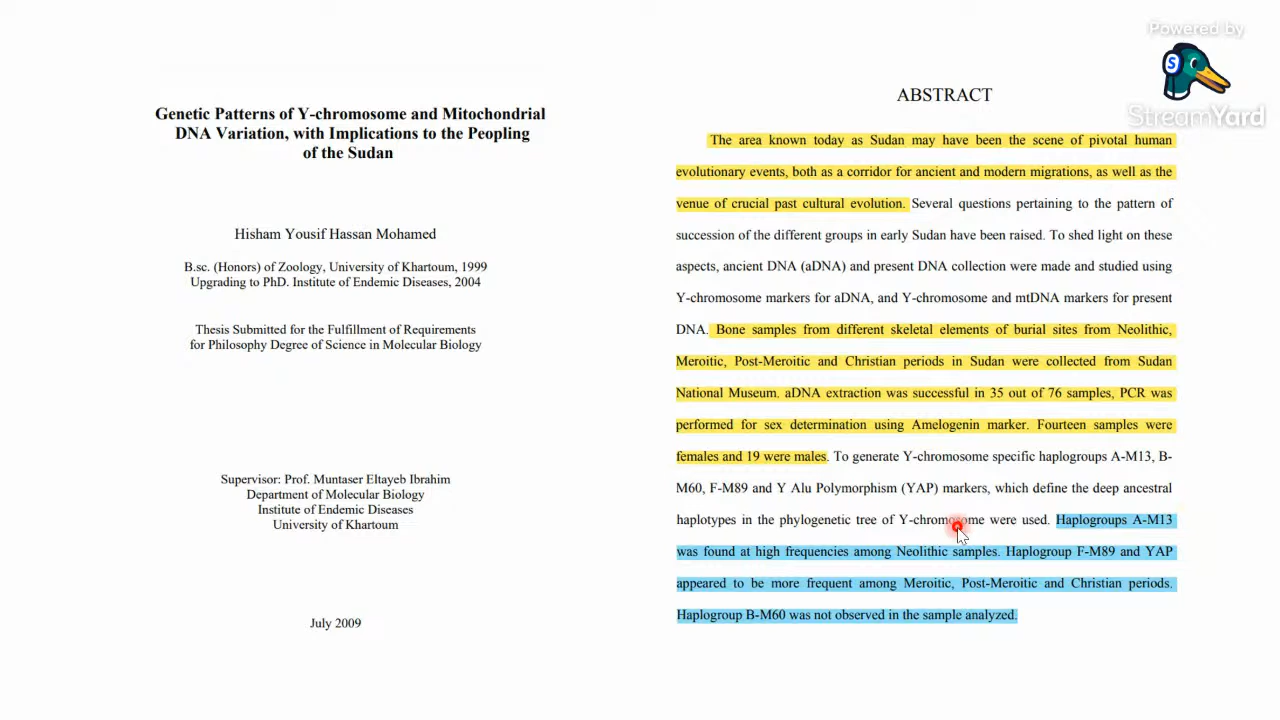 Powered by
S
StreamYard
Genetic Patterns of Y-chromosome and Mitochondrial
DNA Variation, with Implications to the Peopling
of the Sudan
Hisham Yousif Hassan Mohamed
B.sc. (Honors) of Zoology, University of Khartoum, 1999
Upgrading to PhD. Institute of Endemic Diseases, 2004
Thesis Submitted for the Fulfillment of Requirements
for Philosophy Degree of Science in Molecular Biology
Supervisor: Prof. Muntaser Eltayeb Ibrahim
Department of Molecular Biology
Institute of Endemic Diseases
University of Khartoum
July 2009
ABSTRACT
The area known today as Sudan may have been the scene of pivotal human
evolutionary events, both as a corridor for ancient and modern migrations, as well as the
venue of crucial past cultural evolution. Several questions pertaining to the pattern of
succession of the different groups in early Sudan have been raised. To shed light on these
aspects, ancient DNA (aDNA) and present DNA collection were made and studied using
Y-chromosome markers for aDNA, and Y-chromosome and mtDNA markers for present
DNA. Bone samples from different skeletal elements of burial sites from Neolithic,
Meroitic, Post-Meroitic and Christian periods in Sudan were collected from Sudan
National Museum. aDNA extraction was successful in 35 out of 76 samples, PCR was
performed for sex determination using Amelogenin marker. Fourteen samples were
females and 19 were males. To generate Y-chromosome specific haplogroups A-M13, B-
M60, F-M89 and Y Alu Polymorphism (YAP) markers, which define the deep ancestral
haplotypes in the phylogenetic tree of Y-chromosome were used. Haplogroups A-M13
was found at high frequencies among Neolithic samples. Haplogroup F-M89 and YAP
appeared to be more frequent among Meroitic, Post-Meroitic and Christian periods.
Haplogroup B-M60 was not observed in the sample analyzed.